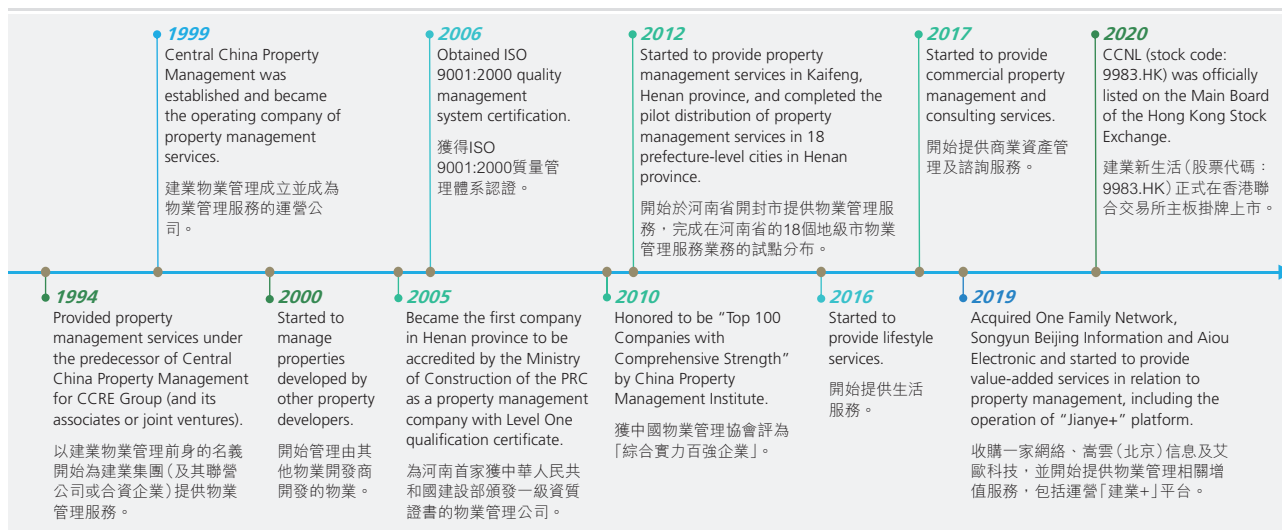 1999
Central China Property
Management was
established and became
the operating company of
property management
services.
建業物業管理成立並成為
物業管理服務的運營公
司。
2006
Obtained ISO
9001:2000 quality
management
system certification.
獲得ISO
9001:2000質量管
理體系認證。
2012
Started to provide property
management services in Kaifeng,
Henan province, and completed the
pilot distribution of property
management services in 18
prefecture-level cities in Henan
province.
開始於河南省開封市提供物業管理服
務，完成在河南省的18個地級市物業
管理服務業務的試點分布。
2017
Started to provide
commercial property
management and
consulting services.
開始提供商業資產管
理及諮詢服務。
2020
CCNL (stock code:
9983.HK) was officially
listed on the Main Board
of the Hong Kong Stock
Exchange.
建業新生活（股票代碼：
9983.HK）正式在香港聯
合交易所主板掛牌上市。
1994
Provided property
management services under
the predecessor of Central
China Property Management
for CCRE Group (and its
associates or joint ventures).
以建業物業管理前身的名義
開始為建業集團（及其聯營
公司或合資企業）提供物業
管理服務。
2000
Started to
manage
properties
developed by
other property
developers.
開始管理由其
他物業開發商
開發的物業。
2005
Became the first company
in Henan province to be
accredited by the Ministry
of Construction of the PRC
as a property management
company with Level One
qualification certificate.
為河南首家獲中華人民共
和國建設部頒發一級資質
證書的物業管理公司。
2010
Honored to be “Top 100
Companies with
Comprehensive Strength”
by China Property
Management Institute.
獲中國物業管理協會評為
「綜合實力百強企業」。
2016
Started to
provide lifestyle
services.
開始提供生活
服務。
2019
Acquired One Family Network,
Songyun Beijing Information and Aiou
Electronic and started to provide
value-added services in relation to
property management, including the
operation of “Jianye+” platform.
收購一家網絡、嵩雲（北京）信息及艾
歐科技，並開始提供物業管理相關增
值服務，包括運營「建業+」平台。